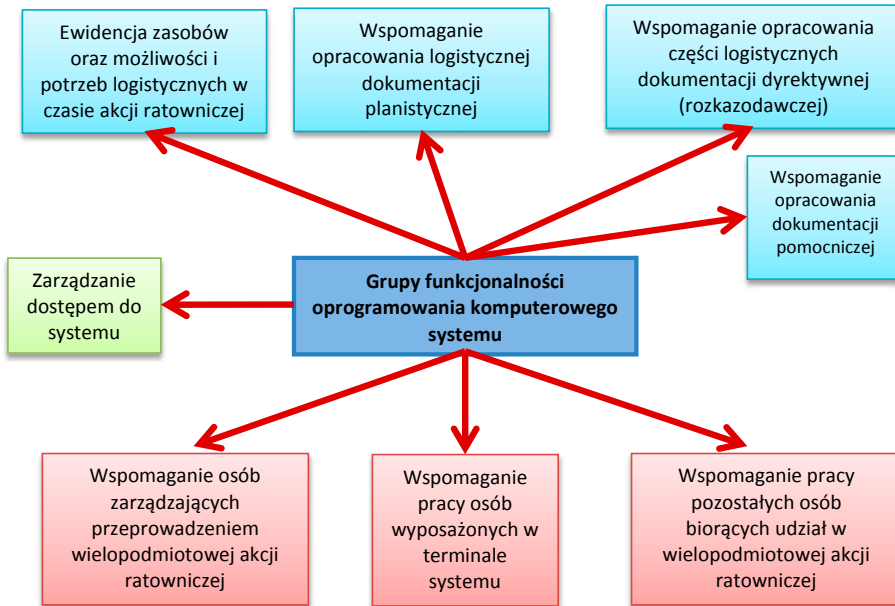 Ewidencja zasobów
oraz możliwości i
potrzeb logistycznych w
czasie akcji ratowniczej
Wspomaganie
opracowania logistycznej
dokumentacji
planistycznej
Wspomaganie opracowania
części logistycznych
dokumentacji dyrektywnej
(rozkazodawczej)
Wspomaganie
opracowania
dokumentacji
pomocniczej
Zarządzanie
dostępem do
systemu
Grupy funkcjonalności
oprogramowania komputerowego
systemu
Wspomaganie osób
zarządzających
przeprowadzeniem
wielopodmiotowej akcji
ratowniczej
Wspomaganie
pracy osób
wyposażonych w
terminale
systemu
Wspomaganie pracy
pozostałych osób
biorących udział w
wielopodmiotowej akcji
ratowniczej